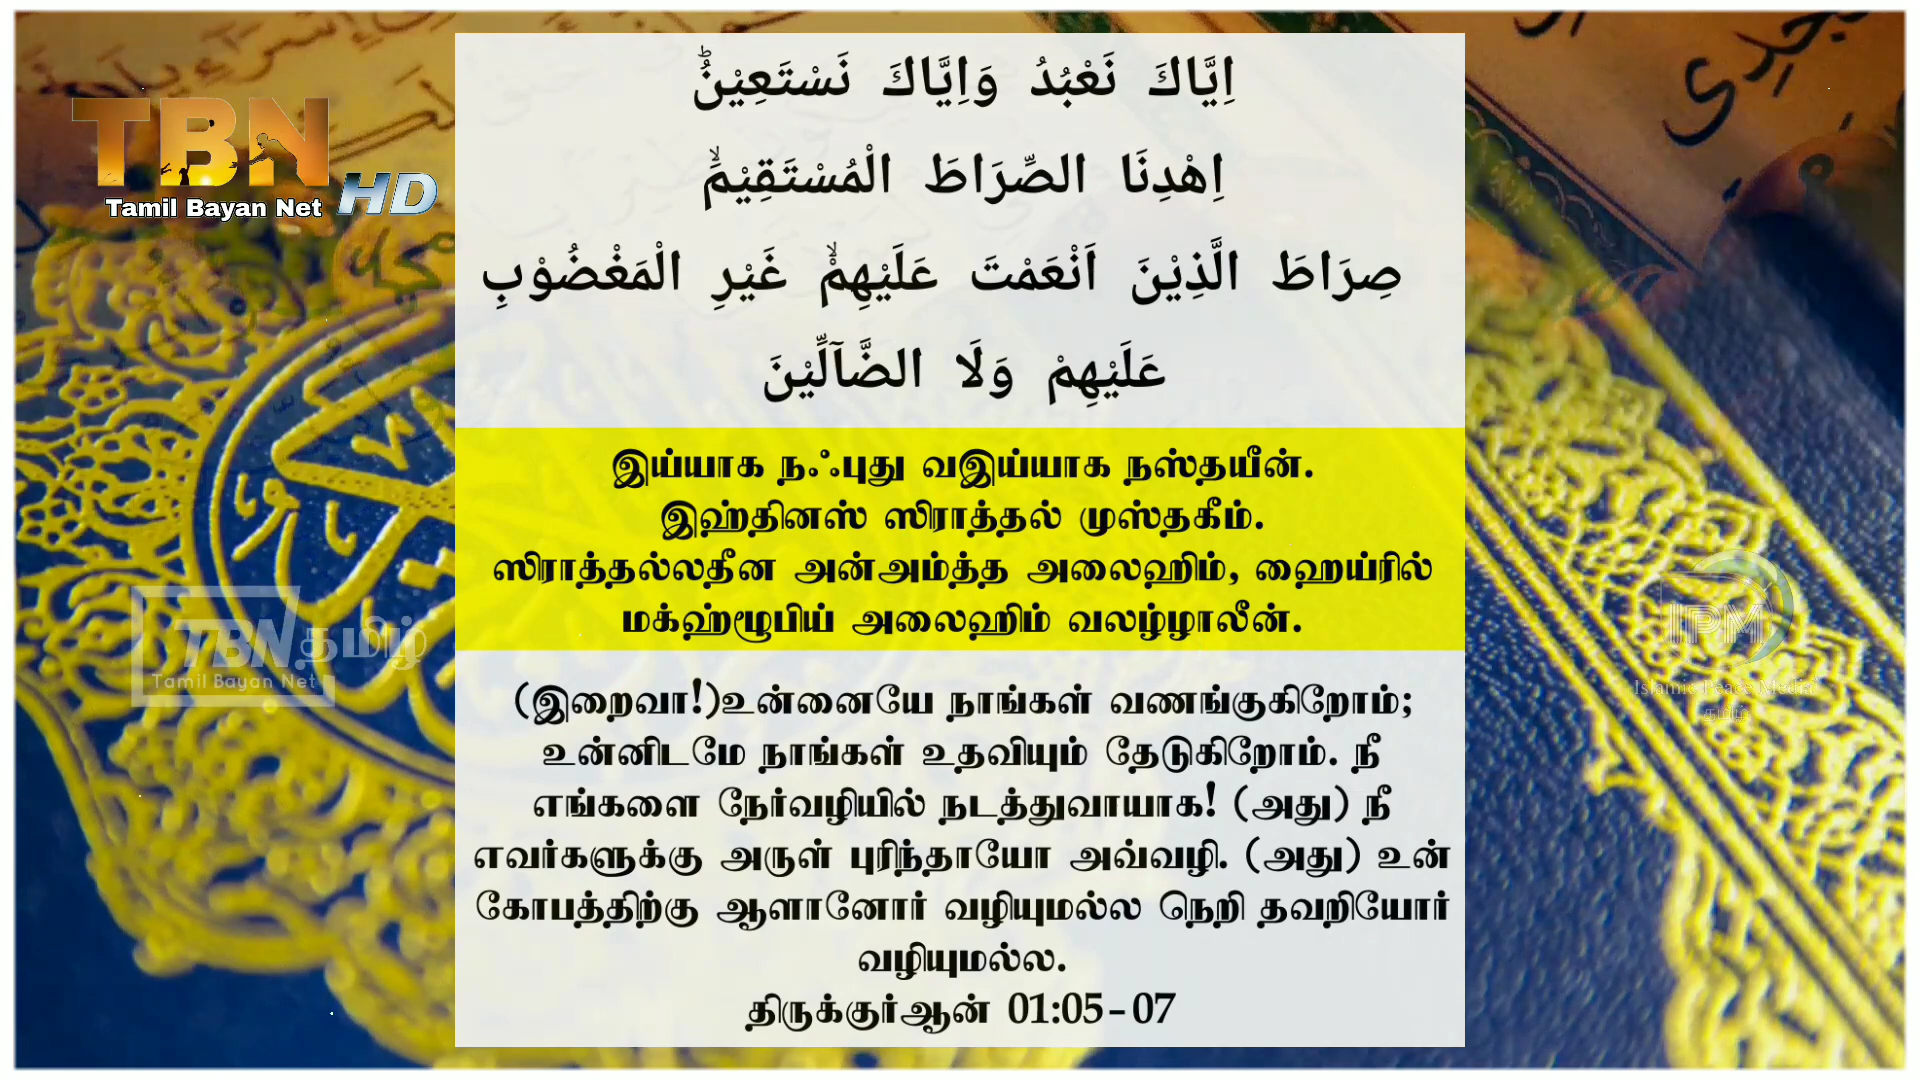 TBN HD
Tamil Bayan Net
اِيَّاكَ نَعْبُدُ وَاِيَّاكَ نَسْتَعِيْنُؕ
اِهْدِنَا الصِّرَاطَ الْمُسْتَقِيْمَۙ
صِرَاطَ الَّذِيْنَ اَنْعَمْتَ عَلَيْهِمْۙ غَيْرِ الْمَغْضُوْبِ
عَلَيْهِمْ وَلَا الضَّآلِّيْنَ
இய்யாக நஃபுது வஇய்யாக நஸ்தயீன்.
இஹ்தினஸ் ஸிராத்தல் முஸ்தகீம்.
ஸிராத்தல்லதீன அன்அம்த்த அலைஹிம், ஹைய்ரில்
மக்ஹ்ழூபிய் அலைஹிம் வலழ்ழாலீன்.
(இறைவா!)உன்னையே நாங்கள் வணங்குகிறோம்;
உன்னிடமே நாங்கள் உதவியும் தேடுகிறோம். நீ
எங்களை நேர்வழியில் நடத்துவாயாக! (அது) நீ
எவர்களுக்கு அருள் புரிந்தாயோ அவ்வழி. (அது) உன்
கோபத்திற்கு ஆளானோர் வழியுமல்ல நெறி தவறியோர்
வழியுமல்ல.
திருக்குர்ஆன் 01:05-07
TBN.தமிழ்
Tamil Bayan Net
IPM
Islamic Peace Media
தமிழ்